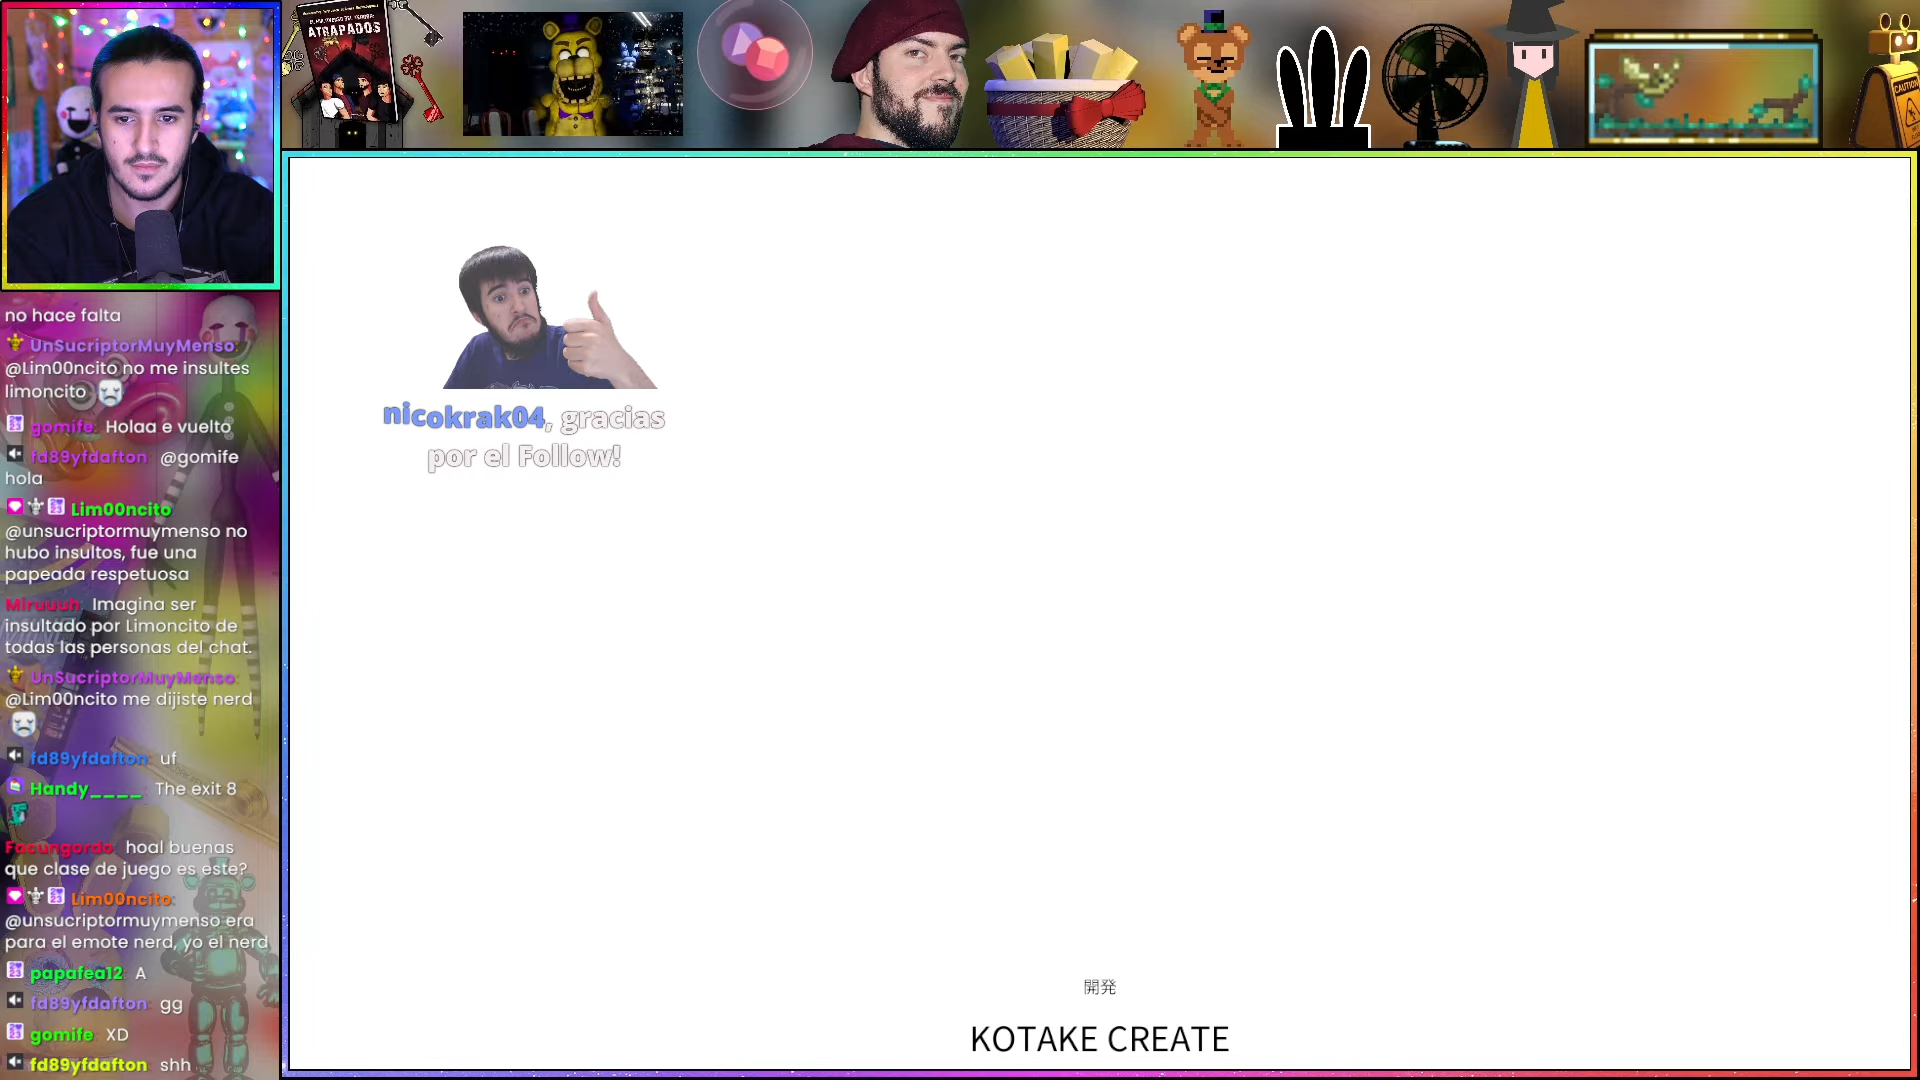 ATRAPADOS
CAUTION
no hace falta
UnSucriptorMuyMenso:
@Lim00ncito no me insultes
limoncito
gomife: Holaa e vuelto
fd89yfdafton: @gomife
hola
Lim00ncito:
@unsucriptormuymenso no
hubo insultos, fue una
papeada respetuosa
Miruuuh: Imagina ser
insultado por Limoncito de
todas las personas del chat.
UnSucriptorMuyMenso:
@Lim00ncito me dijiste nerd
fd89yfdafton: uf
Handy____: The exit 8
Facungordo: hoal buenas
que clase de juego es este?
Lim00ncito:
@unsucriptormuymenso era
para el emote nerd, yo el nerd
papafea12: A
fd89yfdafton: gg
gomife: XD
fd89yfdafton: shh
nicokrak04, gracias
por el Follow!
開発
KOTAKE CREATE